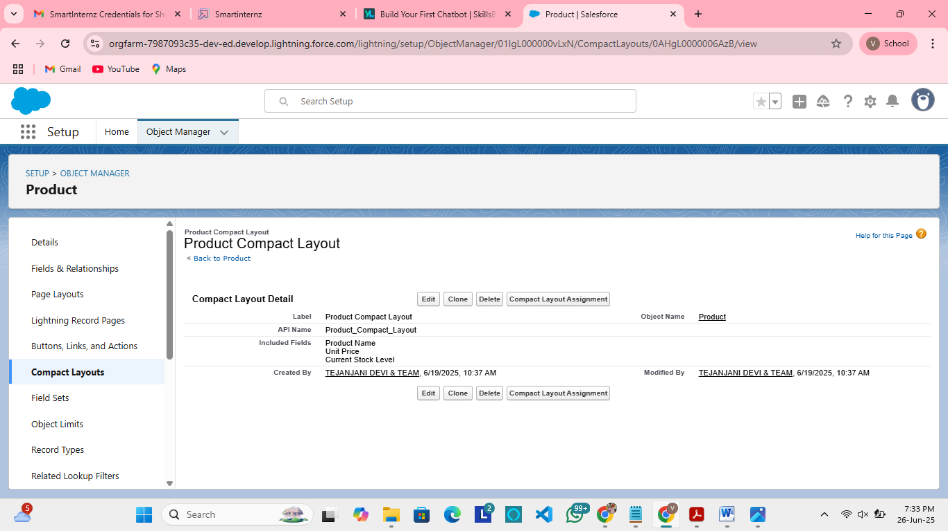 SmartInternz Credentials for Sh
Smartinternz
Build Your First Chatbot | Skills
Product | Salesforce
orgfarm-7987093c35-dev-ed.develop.lightning.force.com/lightning/setup/ObjectManager/01IgL000000vLxN/CompactLayouts/0AHgL0000006AzB/view
V School
Gmail YouTube Maps
Search Setup
Setup Home Object Manager
SETUP > OBJECT MANAGER
Product
Details
Fields & Relationships
Page Layouts
Lightning Record Pages
Buttons, Links, and Actions
Compact Layouts
Field Sets
Object Limits
Record Types
Related Lookup Filters
Product Compact Layout
Product Compact Layout
« Back to Product
Help for this Page
Compact Layout Detail Edit Clone Delete Compact Layout Assignment
Label Product Compact Layout Object Name Product
API Name Product_Compact_Layout
Included Fields Product Name
Unit Price
Current Stock Level
Created By TEJANJANI DEVI & TEAM, 6/19/2025, 10:37 AM Modified By TEJANJANI DEVI & TEAM, 6/19/2025, 10:37 AM
Edit Clone Delete Compact Layout Assignment
5
Search
2
99+
V
7:33 PM
26-Jun-25